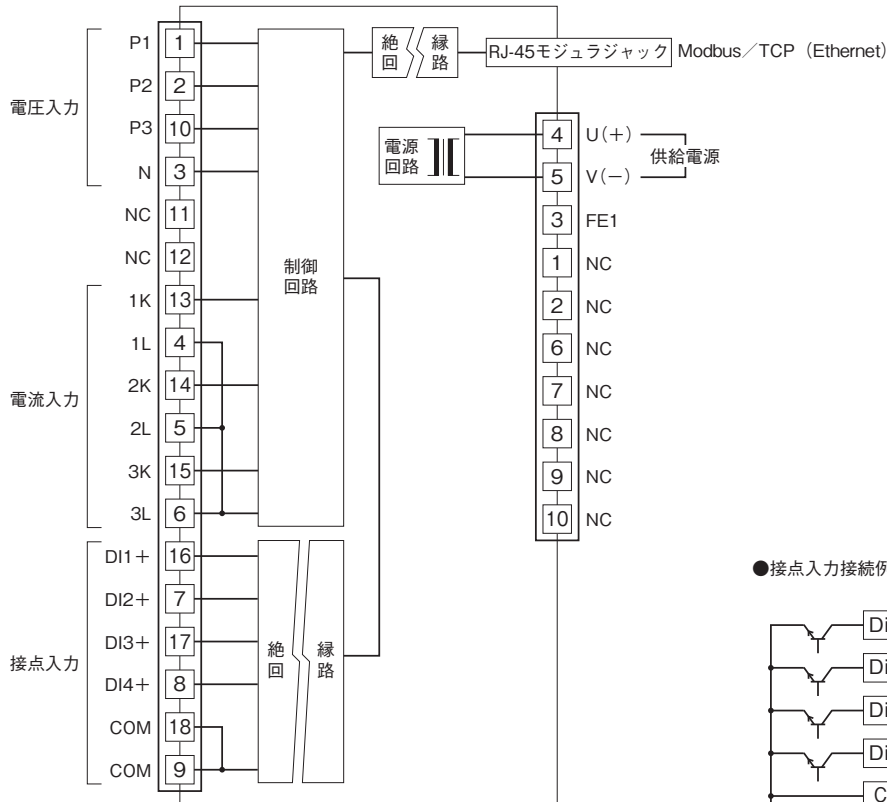 電圧入力
P1 1
P2 2
P3 10
N 3
NC 11
NC 12
電流入力
1K 13
1L 4
2K 14
2L 5
3K 15
3L 6
接点入力
DI1+ 16
DI2+ 7
DI3+ 17
DI4+ 8
COM 18
COM 9
制御
回路
絶縁
回路
絶縁
回路
RJ-45モジュラジャック Modbus／TCP（Ethernet）
電源
回路
4 U(+)
5 V(−)
供給電源
3 FE1
1 NC
2 NC
6 NC
7 NC
8 NC
9 NC
10 NC
●接点入力接続例
Di
Di
Di
Di
C